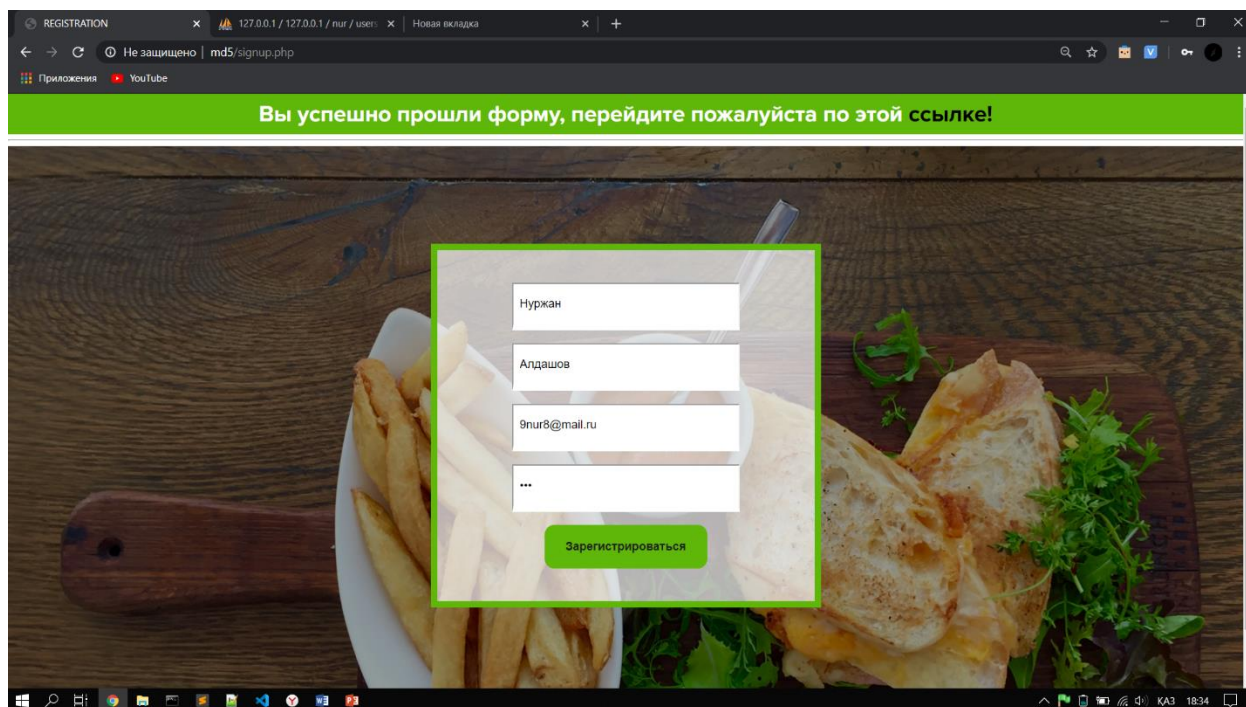 REGISTRATION
127.0.0.1 / 127.0.0.1 / nur / users
Новая вкладка
Не защищено | md5/signup.php
Приложения
YouTube
Вы успешно прошли форму, перейдите пожалуйста по этой ссылке!
Нуржан
Алдашов
9nur8@mail.ru
•••
Зарегистрироваться
ҚАЗ 18:34